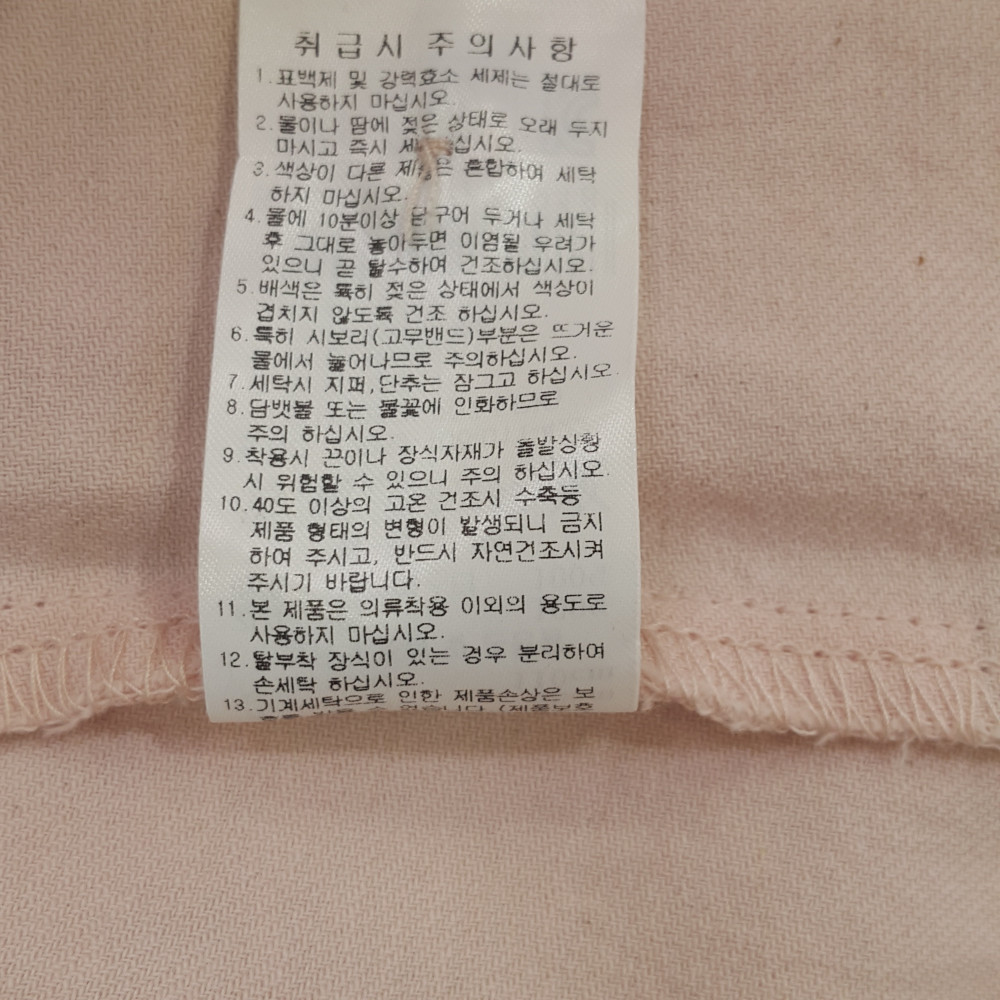 취급시 주의사항
1.표백제 및 강력효소 세제는 절대로
사용하지 마십시오.
2.물이나 땀에 젖은 상태로 오래 두지
마시고 즉시
3.색상이 다른 혼합하여 세탁
하지 마십시오.
4.물에 10분이상 담구어 두거나 세탁
후 그대로 놓아두면 이염될 우려가
있으니 곧 탈수하여 건조하십시오.
5.배색은 특히 젖은 상태에서 색상이
겹치지 않도록 건조 하십시오.
6.특히 시보리(고무밴드)부분은 뜨거운
물에서 늘어나므로 주의하십시오.
7.세탁시 지퍼,단추는 잠그고 하십시오.
8.담뱃불 또는 불꽃에 인화하므로
주의 하십시오.
9.착용시 끈이나 장식자재가 돌발상황
시 위험할 수 있으니 주의 하십시오.
10.40도 이상의 고온 건조시 수축등
제품 형태의 변형이 발생되니 금지
하여 주시고, 반드시 자연건조시켜
주시기 바랍니다.
11.본 제품은 의류착용 이외의 용도로
사용하지 마십시오.
12.탈부착 장식이 있는 경우 분리하여
손세탁 하십시오.
13.기계세탁으로 인한 제품손상은 보